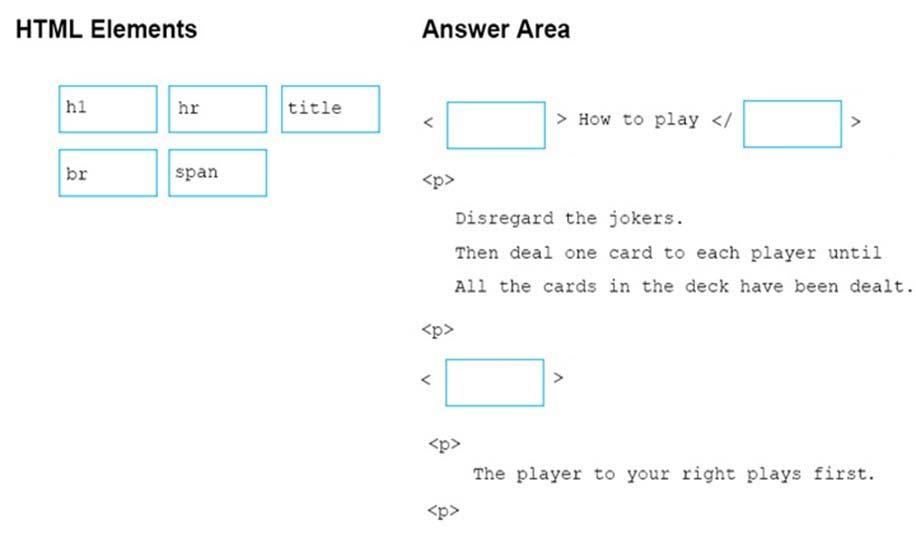 HTML Elements
Answer Area
h1
hr
title
br
span
< > How to play </ >
<p>
Disregard the jokers.
Then deal one card to each player until
All the cards in the deck have been dealt.
<p>
< >
<p>
The player to your right plays first.
<p>